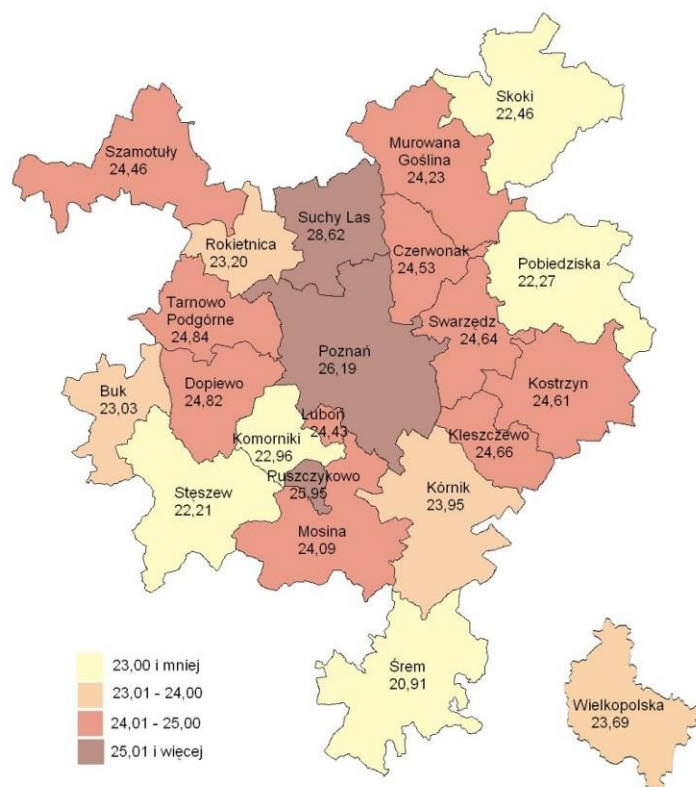 Skoki
22,46
Szamotuły
24,46
Murowana
Goślina
24,23
Suchy Las
28,62
Rokietnica
23,20
Czerwonak
24,53
Pobiedziska
22,27
Tarnowo
Podgórne
24,84
Swarzędz
24,64
Poznań
26,19
Buk
23,03
Dopiewo
24,82
Kostrzyn
24,61
Luboń
24,43
Komorniki
22,96
Kleszczewo
24,66
Puszczykowo
25,95
Stęszew
22,21
Kórnik
23,95
Mosina
24,09
Śrem
20,91
Wielkopolska
23,69
23,00 i mniej
23,01 - 24,00
24,01 - 25,00
25,01 i więcej